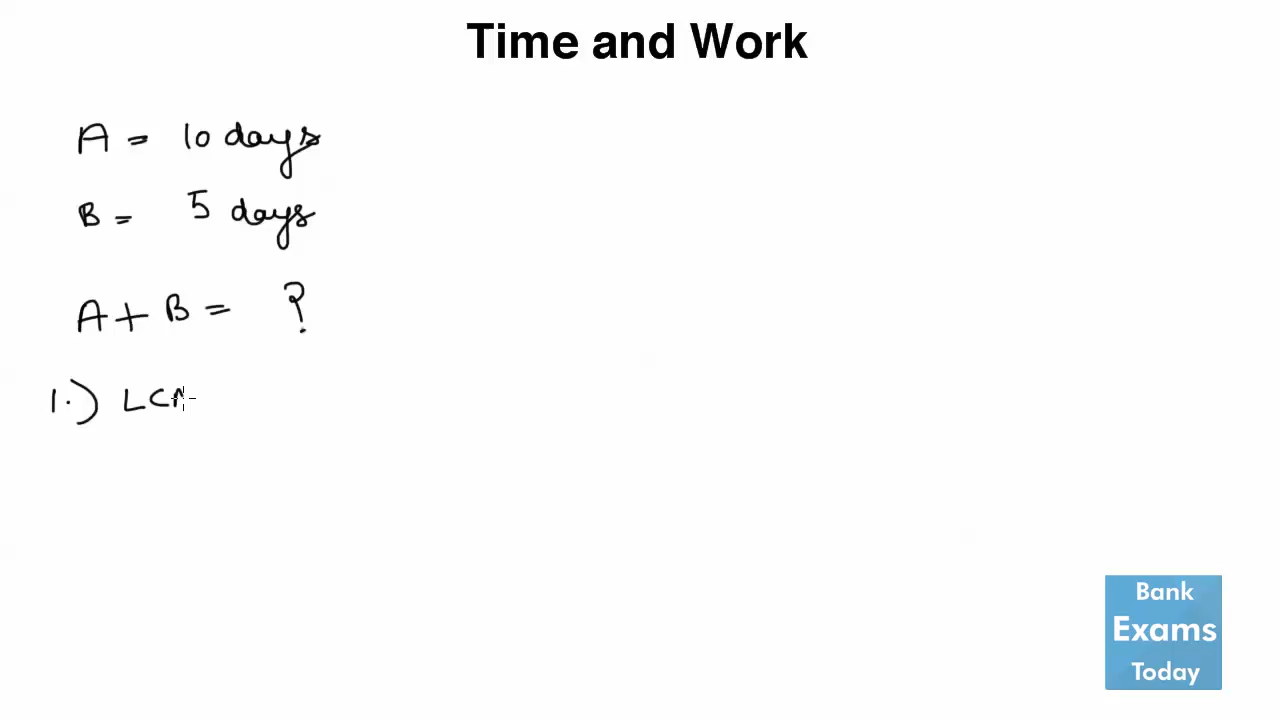 Time and Work
A = 10 days
B = 5 days
A + B = ?
1.) LC
Bank
Exams
Today